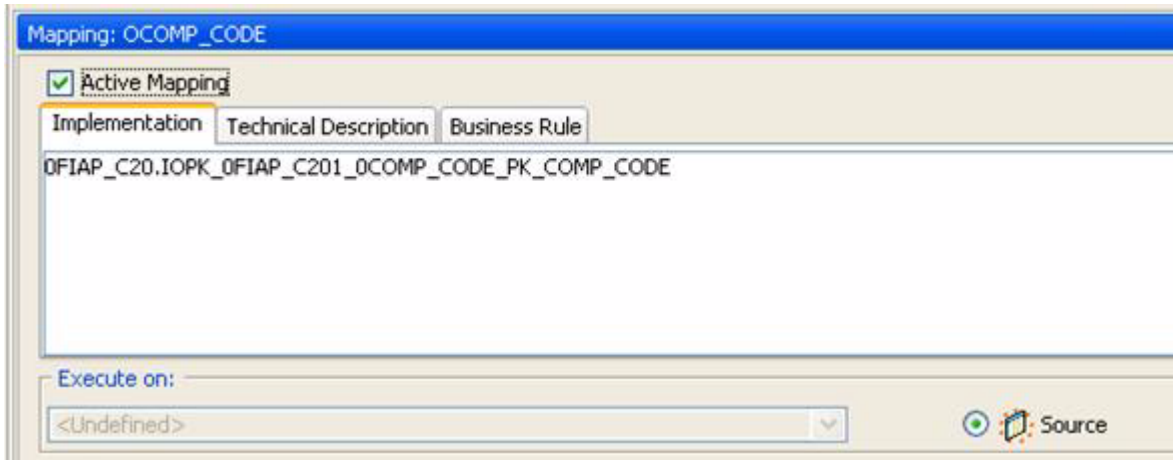 Mapping: OCOMP_CODE
Active Mapping
Implementation Technical Description Business Rule
0FIAP_C20.IOPK_0FIAP_C201_0COMP_CODE_PK_COMP_CODE
Execute on:
<Undefined> Source